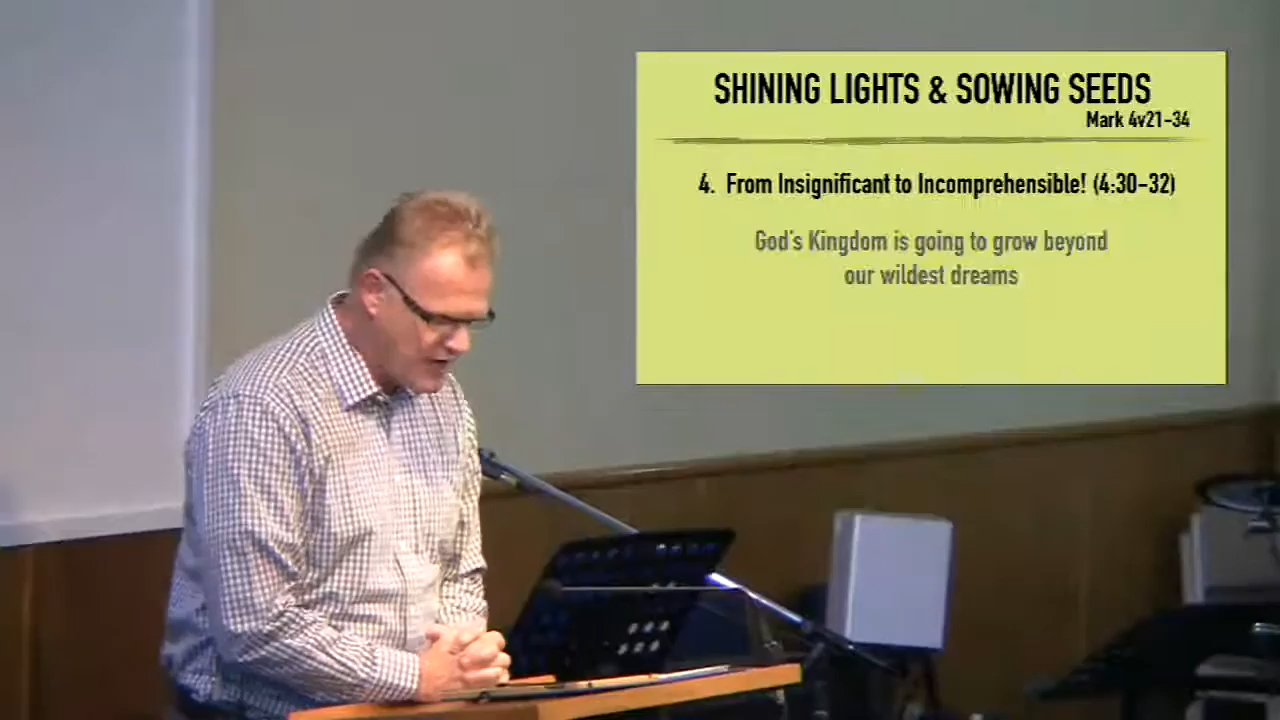 SHINING LIGHTS & SOWING SEEDS
Mark 4v21-34
4. From Insignificant to Incomprehensible! (4:30-32)
God's Kingdom is going to grow beyond
our wildest dreams